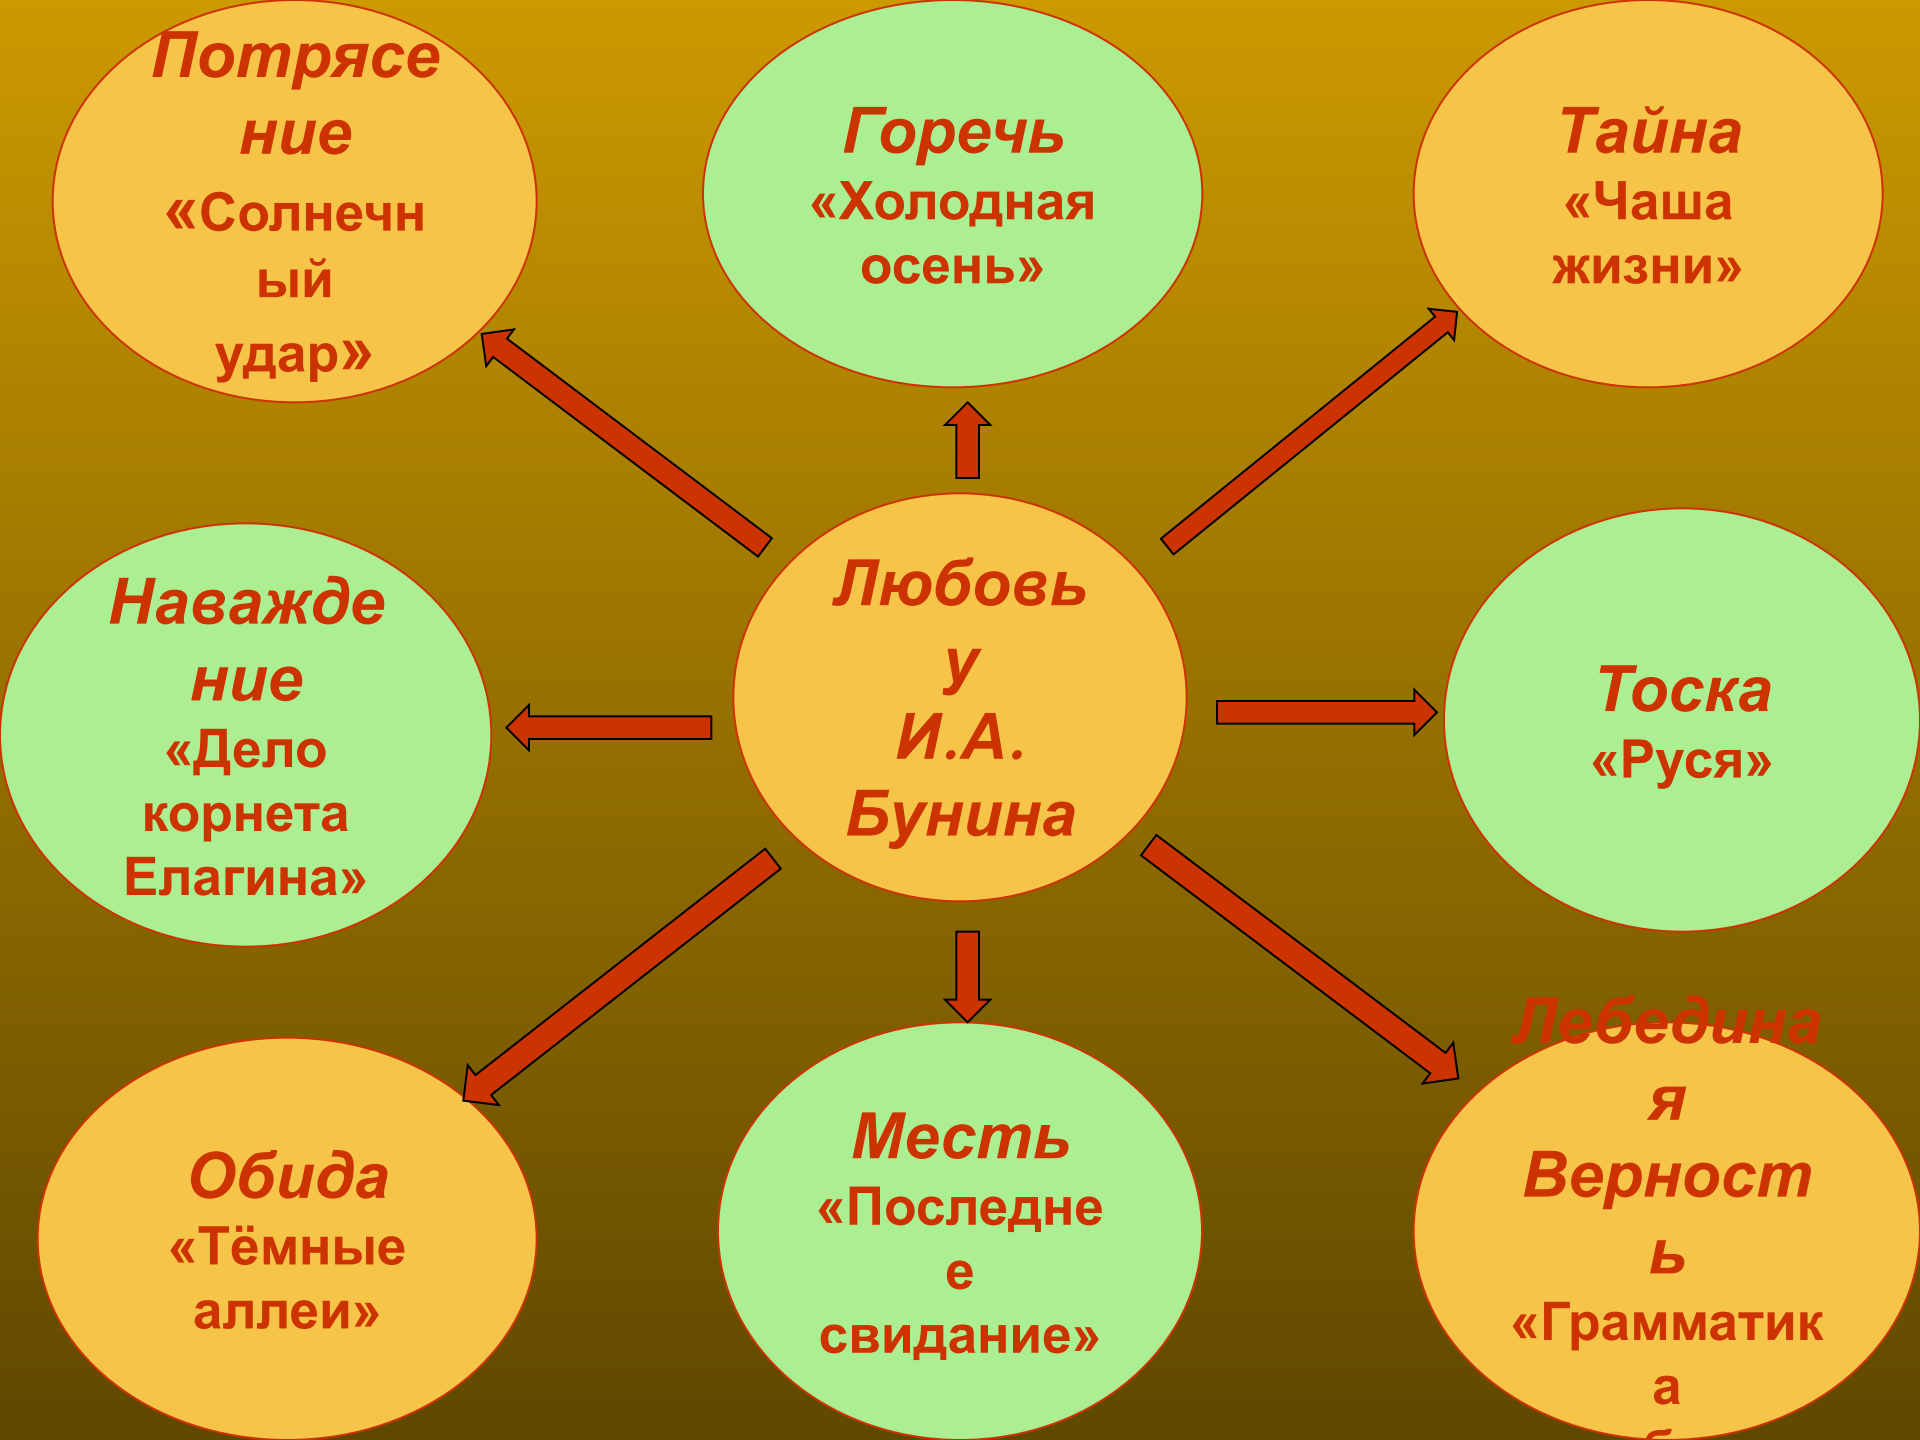 Потрясе
ние
«Солнечн
ый
удар»
Горечь
«Холодная
осень»
Тайна
«Чаша
жизни»
Наважде
ние
«Дело
корнета
Елагина»
Любовь
у
И.А.
Бунина
Тоска
«Руся»
Обида
«Тёмные
аллеи»
Месть
«Последне
е
свидание»
Лебедина
я
Верност
ь
«Грамматик
а